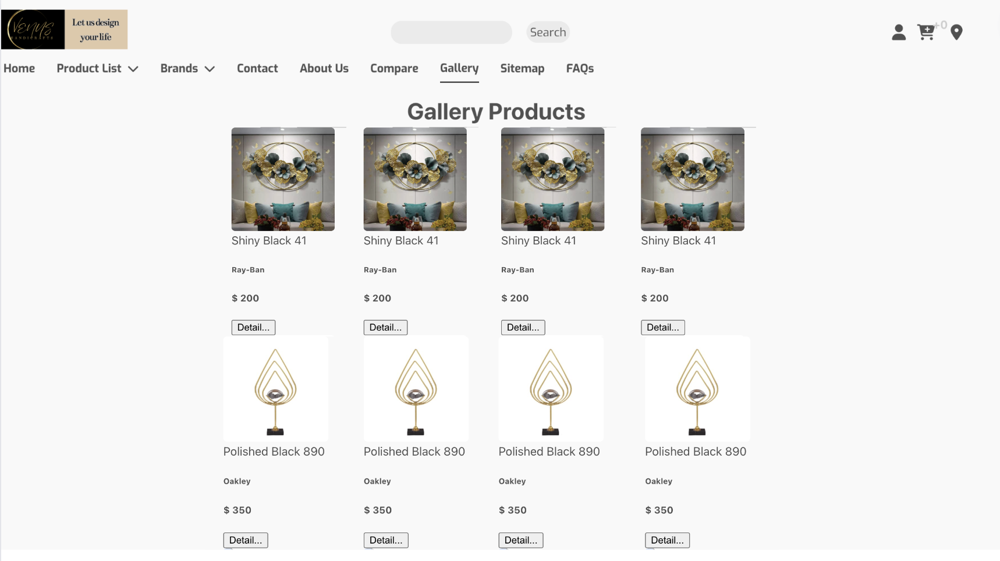 VENUS
HANDICRAFTS
Let us design
your life
Search
+0
Home Product List Brands Contact About Us Compare Gallery Sitemap FAQs
Gallery Products
Shiny Black 41 Shiny Black 41 Shiny Black 41 Shiny Black 41
Ray-Ban Ray-Ban Ray-Ban Ray-Ban
$ 200 $ 200 $ 200 $ 200
Detail... Detail... Detail... Detail...
Polished Black 890 Polished Black 890 Polished Black 890 Polished Black 890
Oakley Oakley Oakley Oakley
$ 350 $ 350 $ 350 $ 350
Detail... Detail... Detail... Detail...